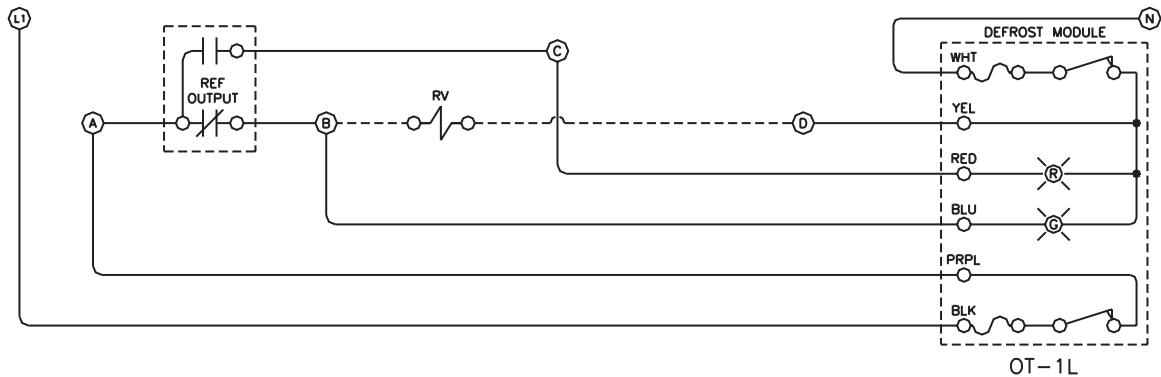 L1
N
DEFROST MODULE
WHT
C
REF
OUTPUT
RV
YEL
A
B
D
RED
R
BLU
G
PRPL
BLK
OT-1L